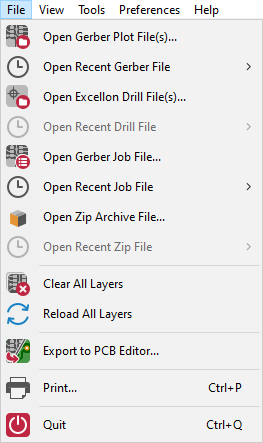 File View Tools Preferences Help
Open Gerber Plot File(s)...
Open Recent Gerber File
Open Excellon Drill File(s)...
Open Recent Drill File
Open Gerber Job File...
Open Recent Job File
Open Zip Archive File...
Open Recent Zip File
Clear All Layers
Reload All Layers
Export to PCB Editor...
Print... Ctrl+P
Quit Ctrl+Q